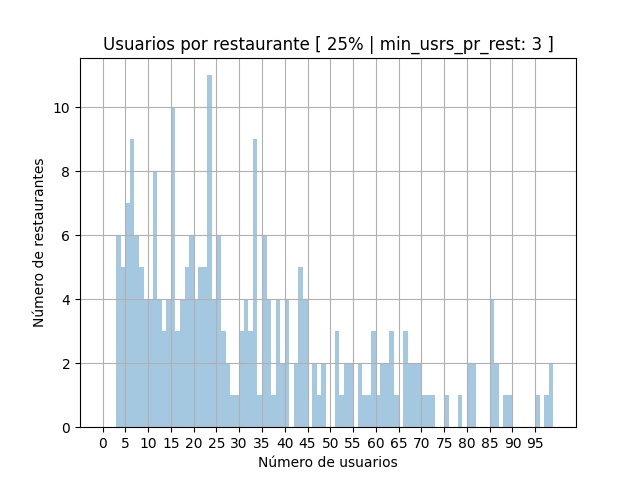 Usuarios por restaurante [ 25% | min_usrs_pr_rest: 3 ]
Número de restaurantes
10
8
6
4
2
0
0 5 10 15 20 25 30 35 40 45 50 55 60 65 70 75 80 85 90 95
Número de usuarios